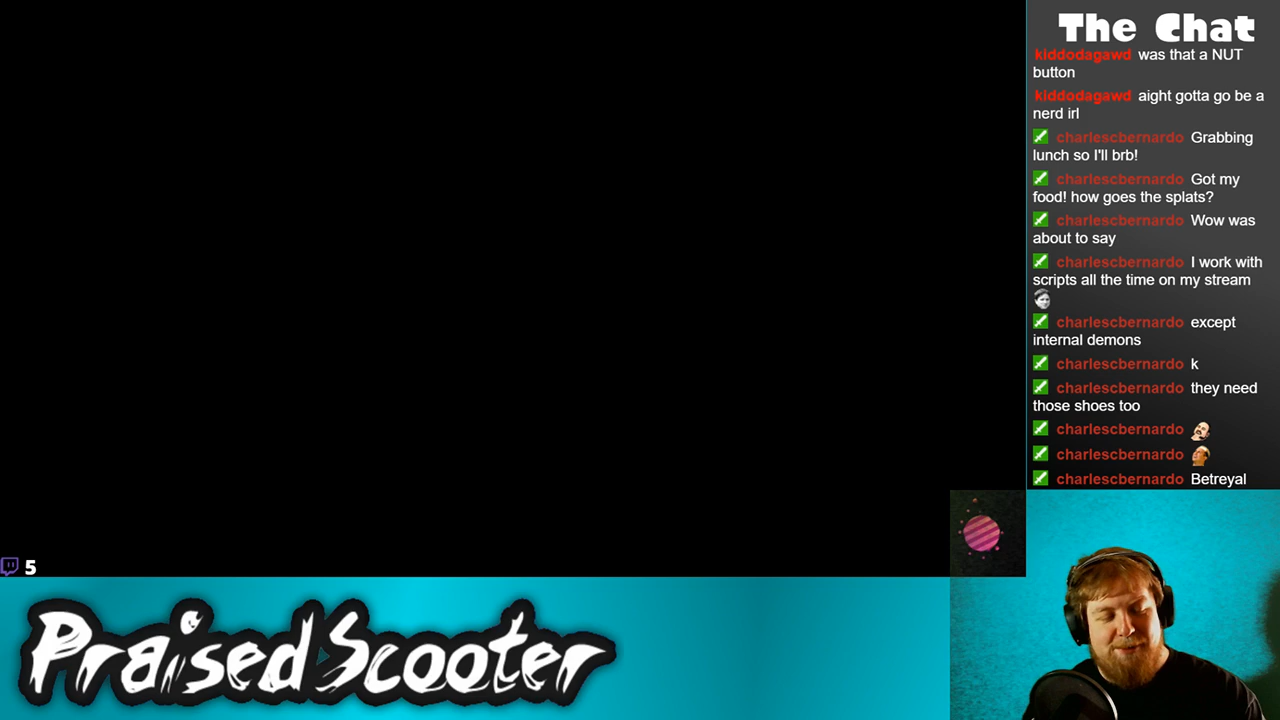 The Chat
kiddodagawd was that a NUT
button
kiddodagawd aight gotta go be a
nerd irl
charlescbernardo Grabbing
lunch so I'll brb!
charlescbernardo Got my
food! how goes the splats?
charlescbernardo Wow was
about to say
charlescbernardo I work with
scripts all the time on my stream
charlescbernardo except
internal demons
charlescbernardo k
charlescbernardo they need
those shoes too
charlescbernardo
charlescbernardo
charlescbernardo Betreyal
5
PraisedScooter